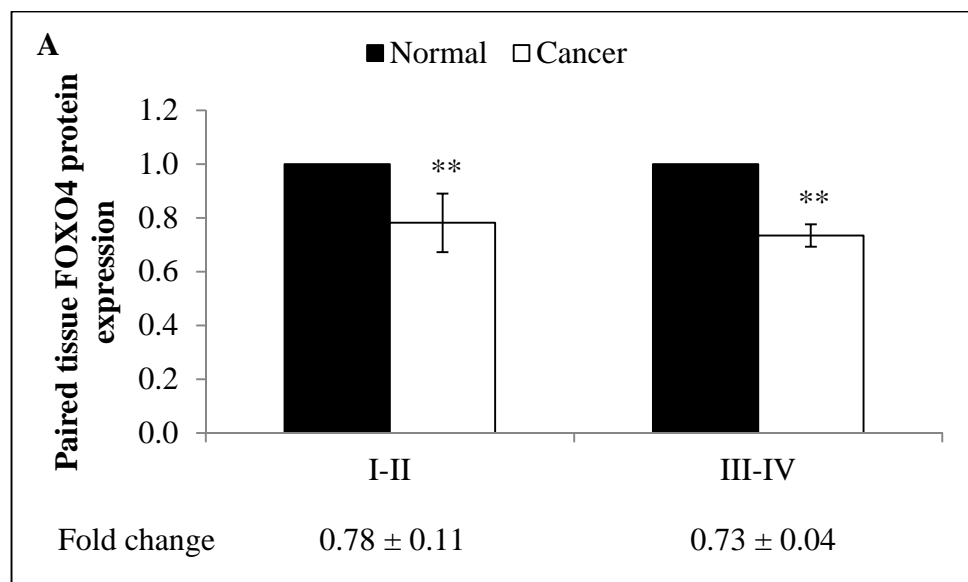 A
Normal Cancer
Paired tissue FOXO4 protein
expression
1.2
1.0
0.8
0.6
0.4
0.2
0.0
**
**
I-II III-IV
Fold change 0.78 ± 0.11 0.73 ± 0.04